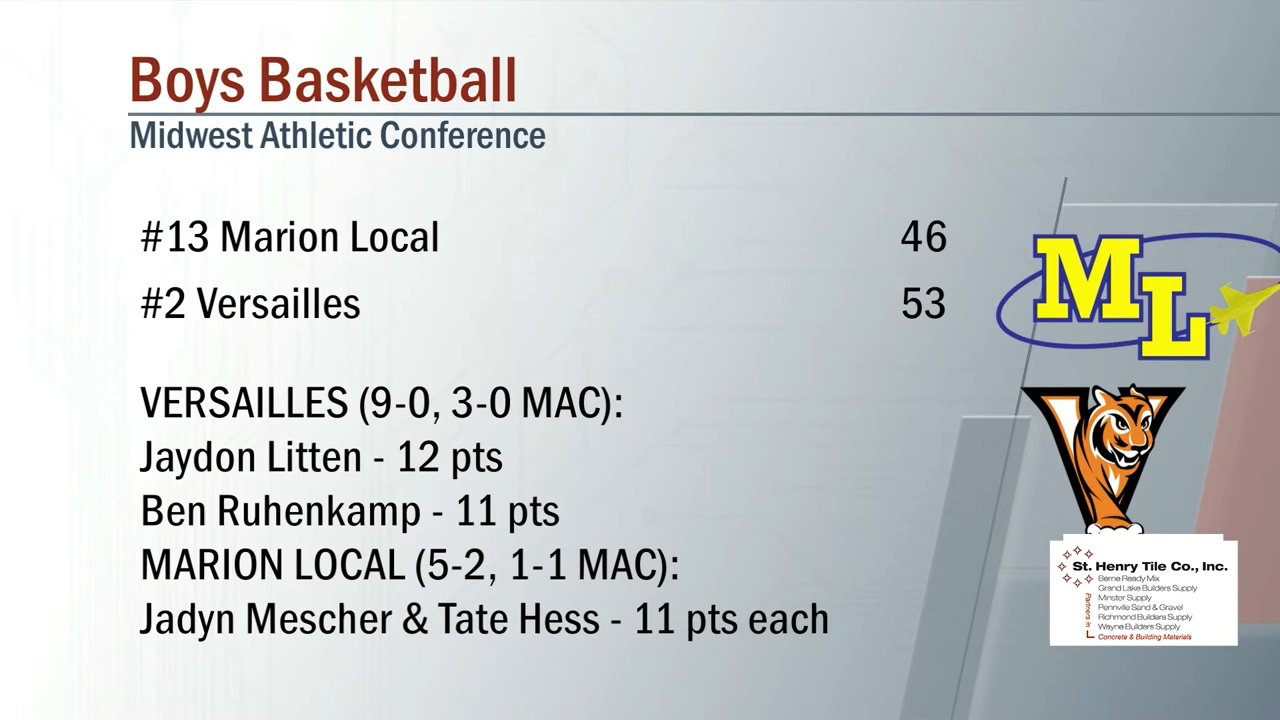 Boys Basketball
Midwest Athletic Conference
#13 Marion Local 46
#2 Versailles 53
ML
V
VERSAILLES (9-0, 3-0 MAC):
Jaydon Litten - 12 pts
Ben Ruhenkamp - 11 pts
MARION LOCAL (5-2, 1-1 MAC):
Jadyn Mescher & Tate Hess - 11 pts each
St. Henry Tile Co., Inc.
Berne Ready Mix
Grand Lake Builders Supply
Minster Supply
Pennville Sand & Gravel
Richmond Builders Supply
Wayne Builders Supply
Partners in
Concrete & Building Materials